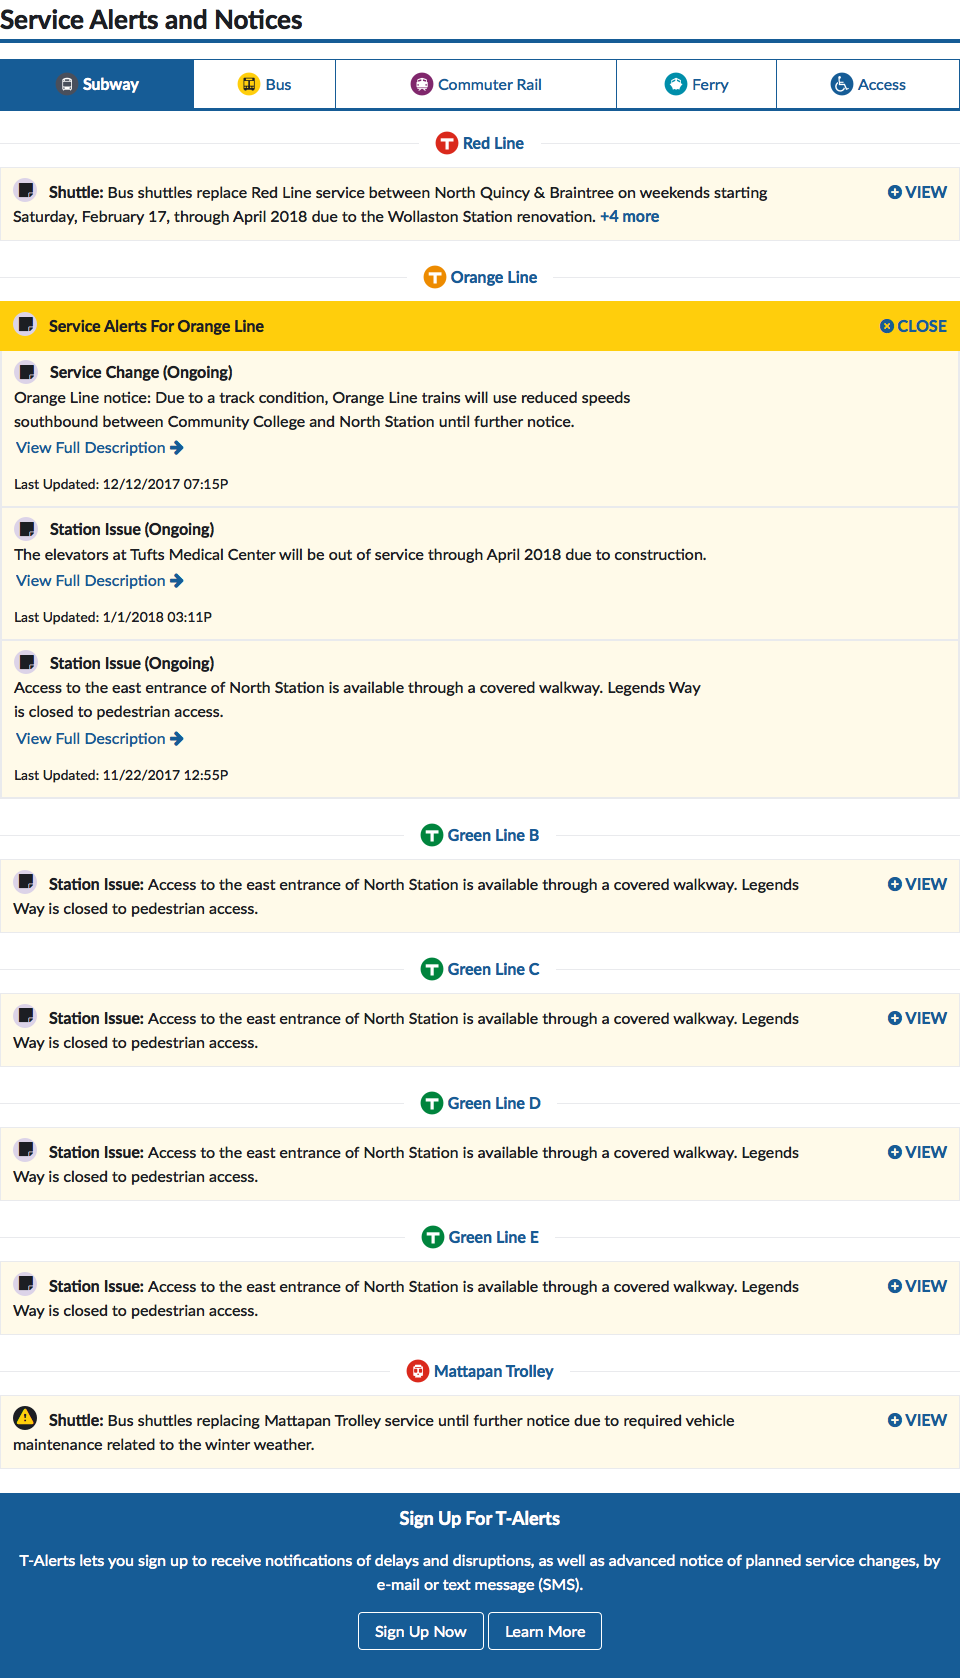 Service Alerts and Notices
Subway Bus Commuter Rail Ferry Access
T Red Line
Shuttle: Bus shuttles replace Red Line service between North Quincy & Braintree on weekends starting VIEW
Saturday, February 17, through April 2018 due to the Wollaston Station renovation. +4 more
T Orange Line
Service Alerts For Orange Line CLOSE
Service Change (Ongoing)
Orange Line notice: Due to a track condition, Orange Line trains will use reduced speeds
southbound between Community College and North Station until further notice.
View Full Description
Last Updated: 12/12/2017 07:15P
Station Issue (Ongoing)
The elevators at Tufts Medical Center will be out of service through April 2018 due to construction.
View Full Description
Last Updated: 1/1/2018 03:11P
Station Issue (Ongoing)
Access to the east entrance of North Station is available through a covered walkway. Legends Way
is closed to pedestrian access.
View Full Description
Last Updated: 11/22/2017 12:55P
T Green Line B
Station Issue: Access to the east entrance of North Station is available through a covered walkway. Legends VIEW
Way is closed to pedestrian access.
T Green Line C
Station Issue: Access to the east entrance of North Station is available through a covered walkway. Legends VIEW
Way is closed to pedestrian access.
T Green Line D
Station Issue: Access to the east entrance of North Station is available through a covered walkway. Legends VIEW
Way is closed to pedestrian access.
T Green Line E
Station Issue: Access to the east entrance of North Station is available through a covered walkway. Legends VIEW
Way is closed to pedestrian access.
Mattapan Trolley
Shuttle: Bus shuttles replacing Mattapan Trolley service until further notice due to required vehicle VIEW
maintenance related to the winter weather.
Sign Up For T-Alerts
T-Alerts lets you sign up to receive notifications of delays and disruptions, as well as advanced notice of planned service changes, by
e-mail or text message (SMS).
Sign Up Now Learn More